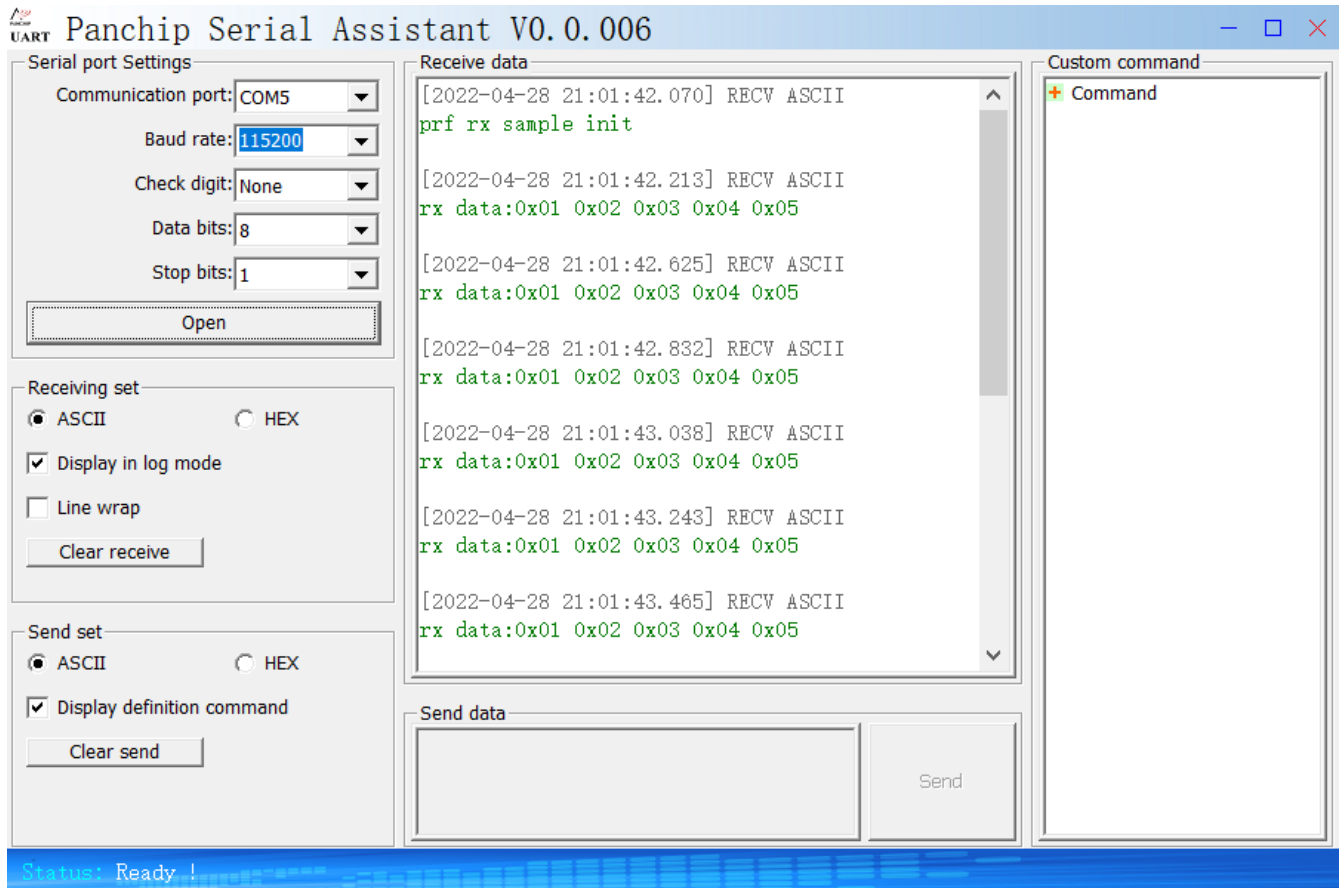 PANCHIP
UART Panchip Serial Assistant V0.0.006
Serial port Settings
Communication port: COM5
Baud rate: 115200
Check digit: None
Data bits: 8
Stop bits: 1
Open
Receiving set
ASCII HEX
Display in log mode
Line wrap
Clear receive
Send set
ASCII HEX
Display definition command
Clear send
Receive data
[2022-04-28 21:01:42.070] RECV ASCII
prf rx sample init
[2022-04-28 21:01:42.213] RECV ASCII
rx data:0x01 0x02 0x03 0x04 0x05
[2022-04-28 21:01:42.625] RECV ASCII
rx data:0x01 0x02 0x03 0x04 0x05
[2022-04-28 21:01:42.832] RECV ASCII
rx data:0x01 0x02 0x03 0x04 0x05
[2022-04-28 21:01:43.038] RECV ASCII
rx data:0x01 0x02 0x03 0x04 0x05
[2022-04-28 21:01:43.243] RECV ASCII
rx data:0x01 0x02 0x03 0x04 0x05
[2022-04-28 21:01:43.465] RECV ASCII
rx data:0x01 0x02 0x03 0x04 0x05
Send data
Send
Custom command
Command
Status: Ready !